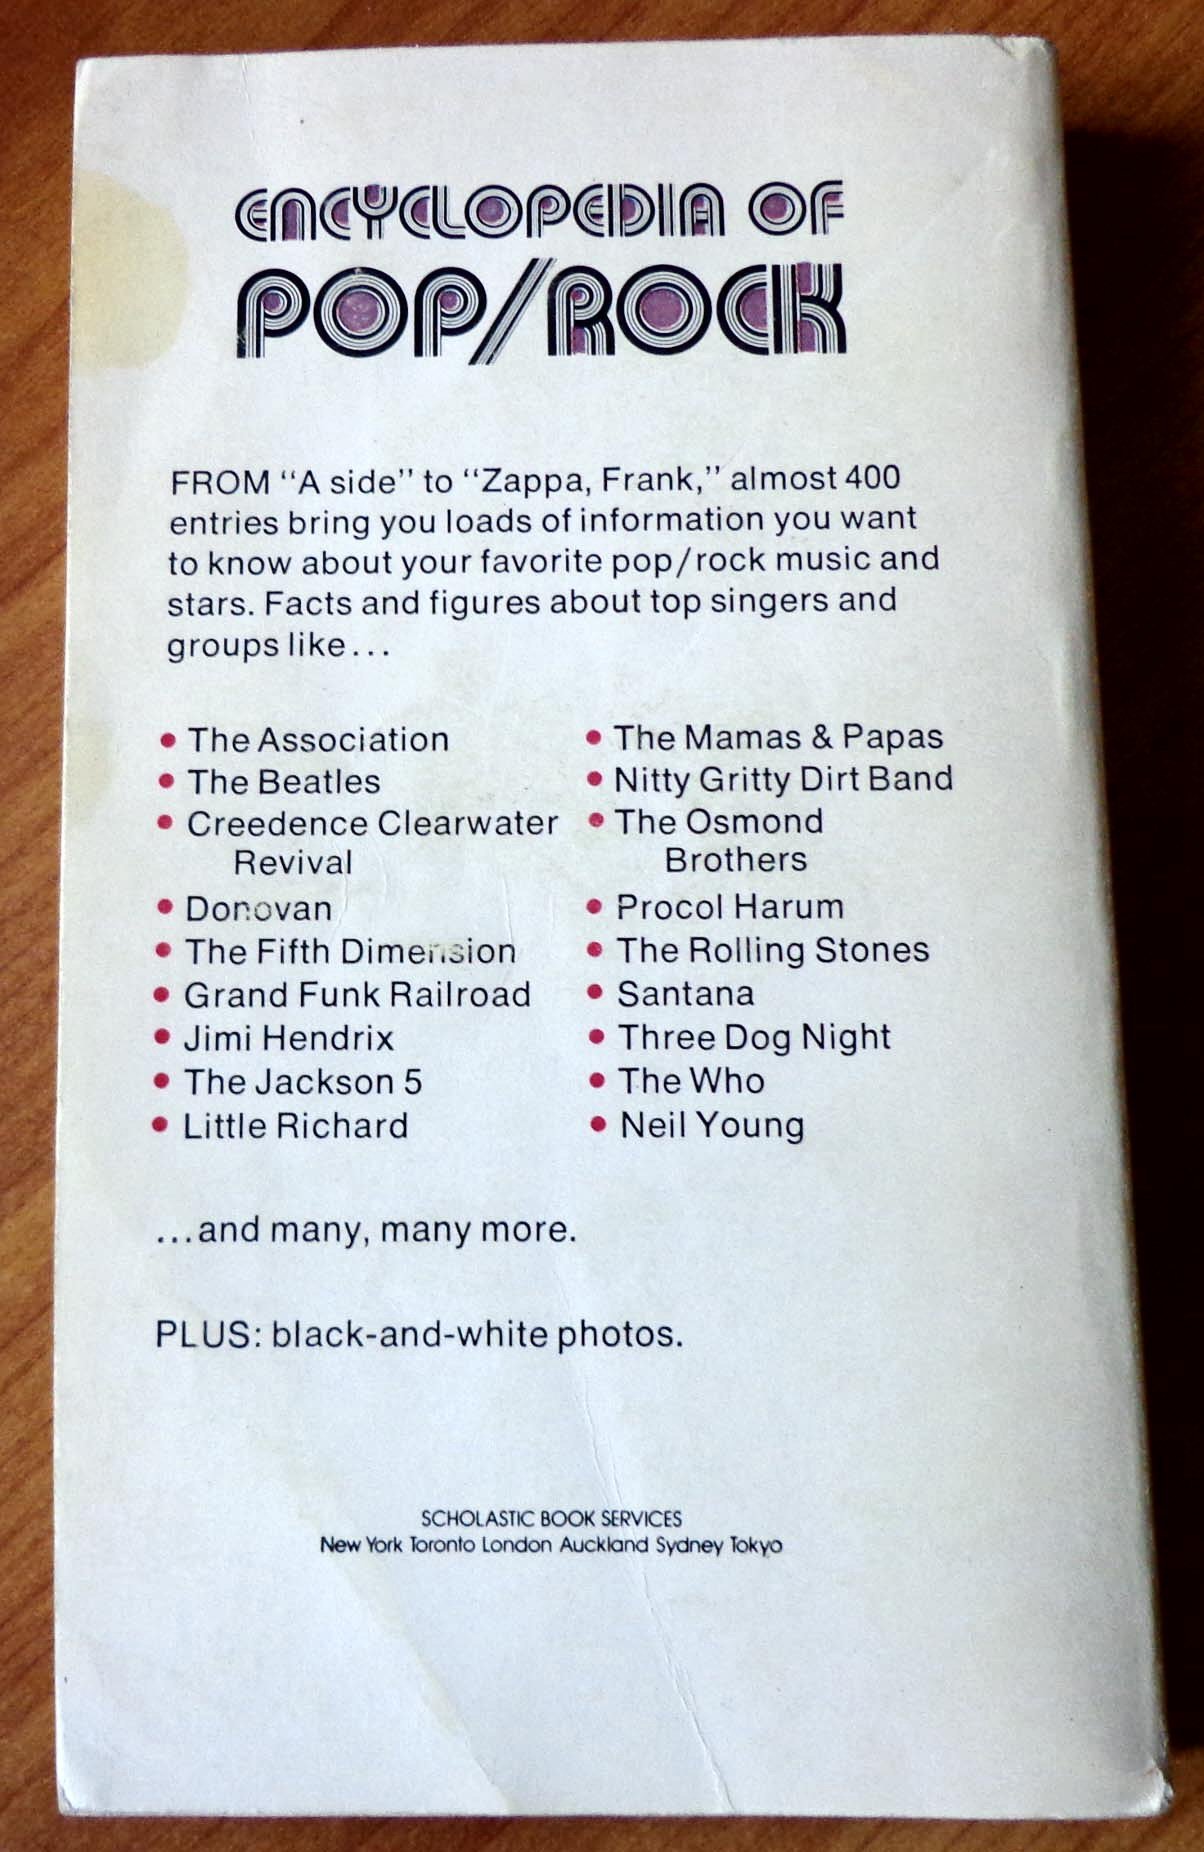 ENCYCLOPEDIA OF
POP/ROCK
FROM “A side” to “Zappa, Frank,” almost 400
entries bring you loads of information you want
to know about your favorite pop/rock music and
stars. Facts and figures about top singers and
groups like...
• The Association
• The Beatles
• Creedence Clearwater
Revival
• Donovan
• The Fifth Dimension
• Grand Funk Railroad
• Jimi Hendrix
• The Jackson 5
• Little Richard
• The Mamas & Papas
• Nitty Gritty Dirt Band
• The Osmond
Brothers
• Procol Harum
• The Rolling Stones
• Santana
• Three Dog Night
• The Who
• Neil Young
...and many, many more.
PLUS: black-and-white photos.
SCHOLASTIC BOOK SERVICES
New York Toronto London Auckland Sydney Tokyo